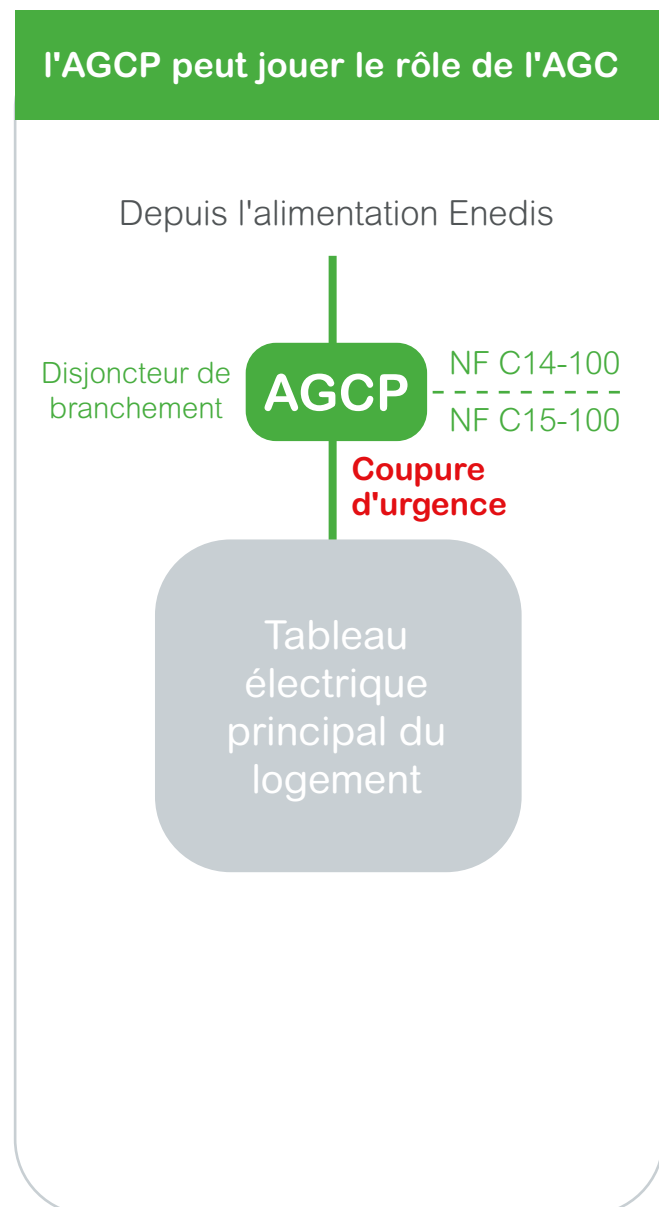 l'AGCP peut jouer le rôle de l'AGC
Depuis l'alimentation Enedis
Disjoncteur de
branchement
AGCP
NF C14-100
NF C15-100
Coupure
d'urgence
Tableau
électrique
principal du
logement